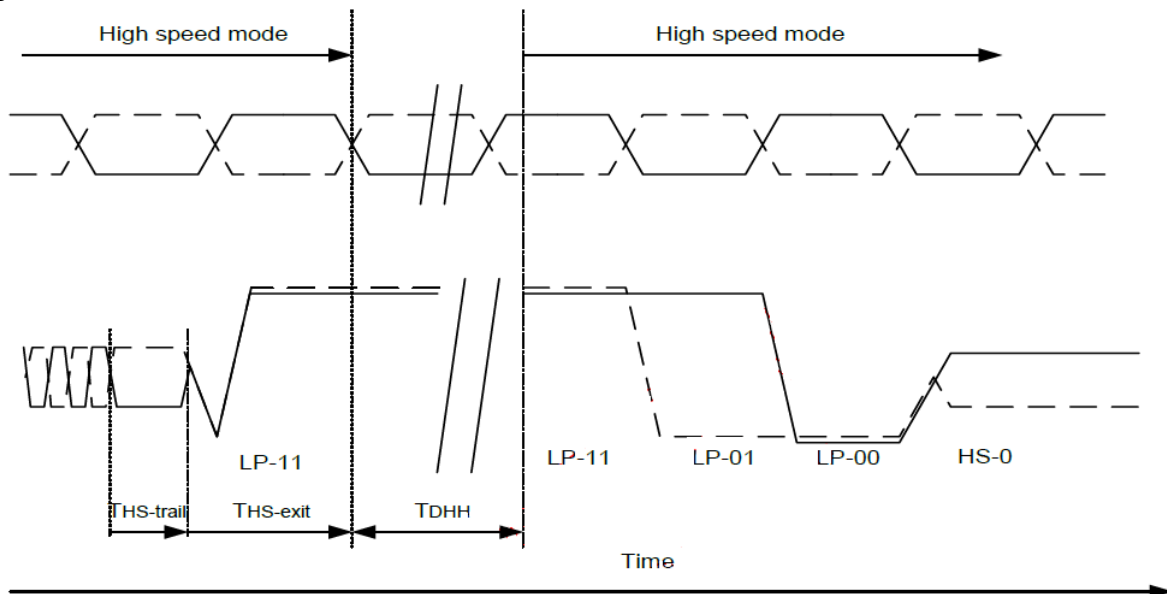 High speed mode
High speed mode
LP-11
LP-11
LP-01
LP-00
HS-0
THS-trail
THS-exit
TDHH
Time